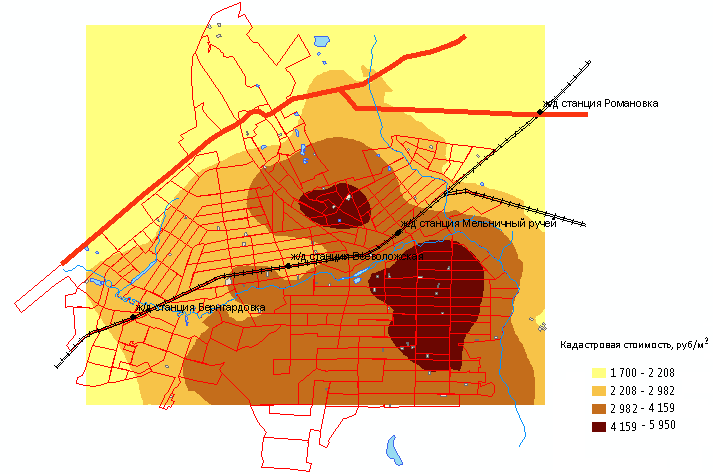 ж/д станция Романовка
ж/д станция Мельничный ручей
ж/д станция Всеволожская
ж/д станция Бернгардовка
Кадастровая стоимость, руб/м²
1 700 - 2 208
2 208 - 2 982
2 982 - 4 159
4 159 - 5 950